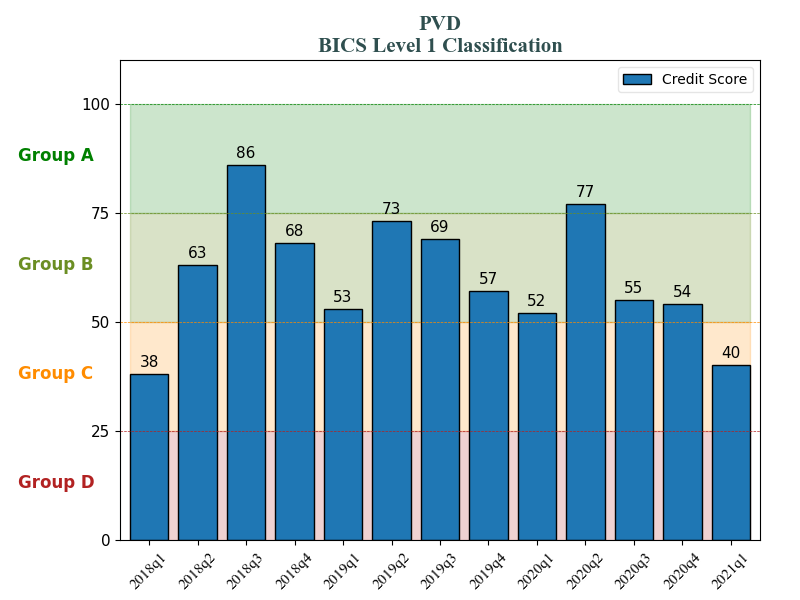 PVD
BICS Level 1 Classification
Credit Score
100
Group A
86
77
75
73
69
68
63
Group B
57
55
54
53
52
50
40
38
Group C
25
Group D
0
2018q1
2018q2
2018q3
2018q4
2019q1
2019q2
2019q3
2019q4
2020q1
2020q2
2020q3
2020q4
2021q1